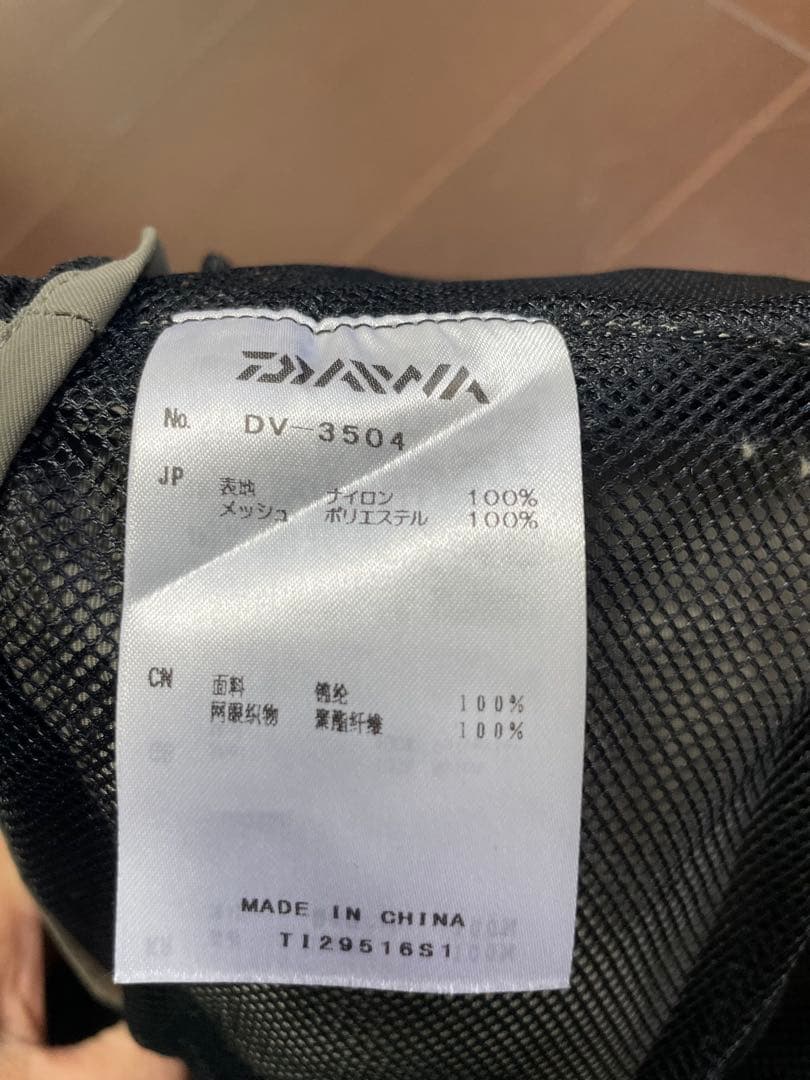 DAIWA
No. DV-3504
JP 表地 ナイロン 100%
メッシュ ポリエステル 100%
CN 面料 锦纶 100%
网眼织物 聚酯纤维 100%
MADE IN CHINA
TI29516S1